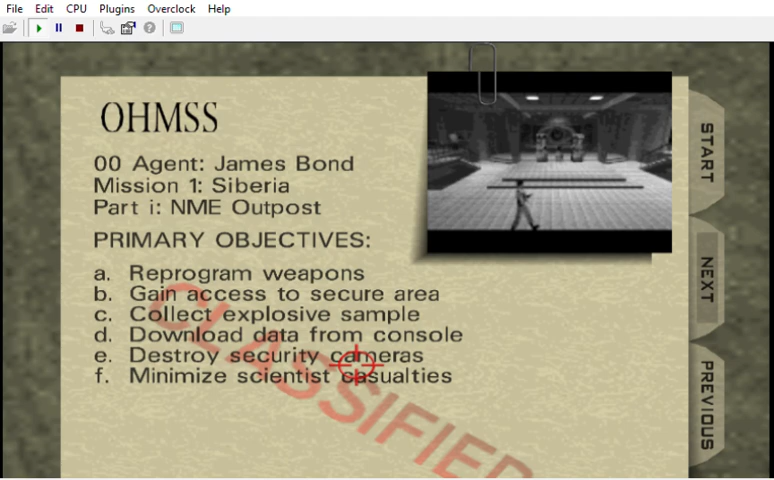 File Edit CPU Plugins Overclock Help
OHMSS
00 Agent: James Bond
Mission 1: Siberia
Part i: NME Outpost
PRIMARY OBJECTIVES:
a. Reprogram weapons
b. Gain access to secure area
c. Collect explosive sample
d. Download data from console
e. Destroy security cameras
f. Minimize scientist casualties
CLASSIFIED
START
NEXT
PREVIOUS